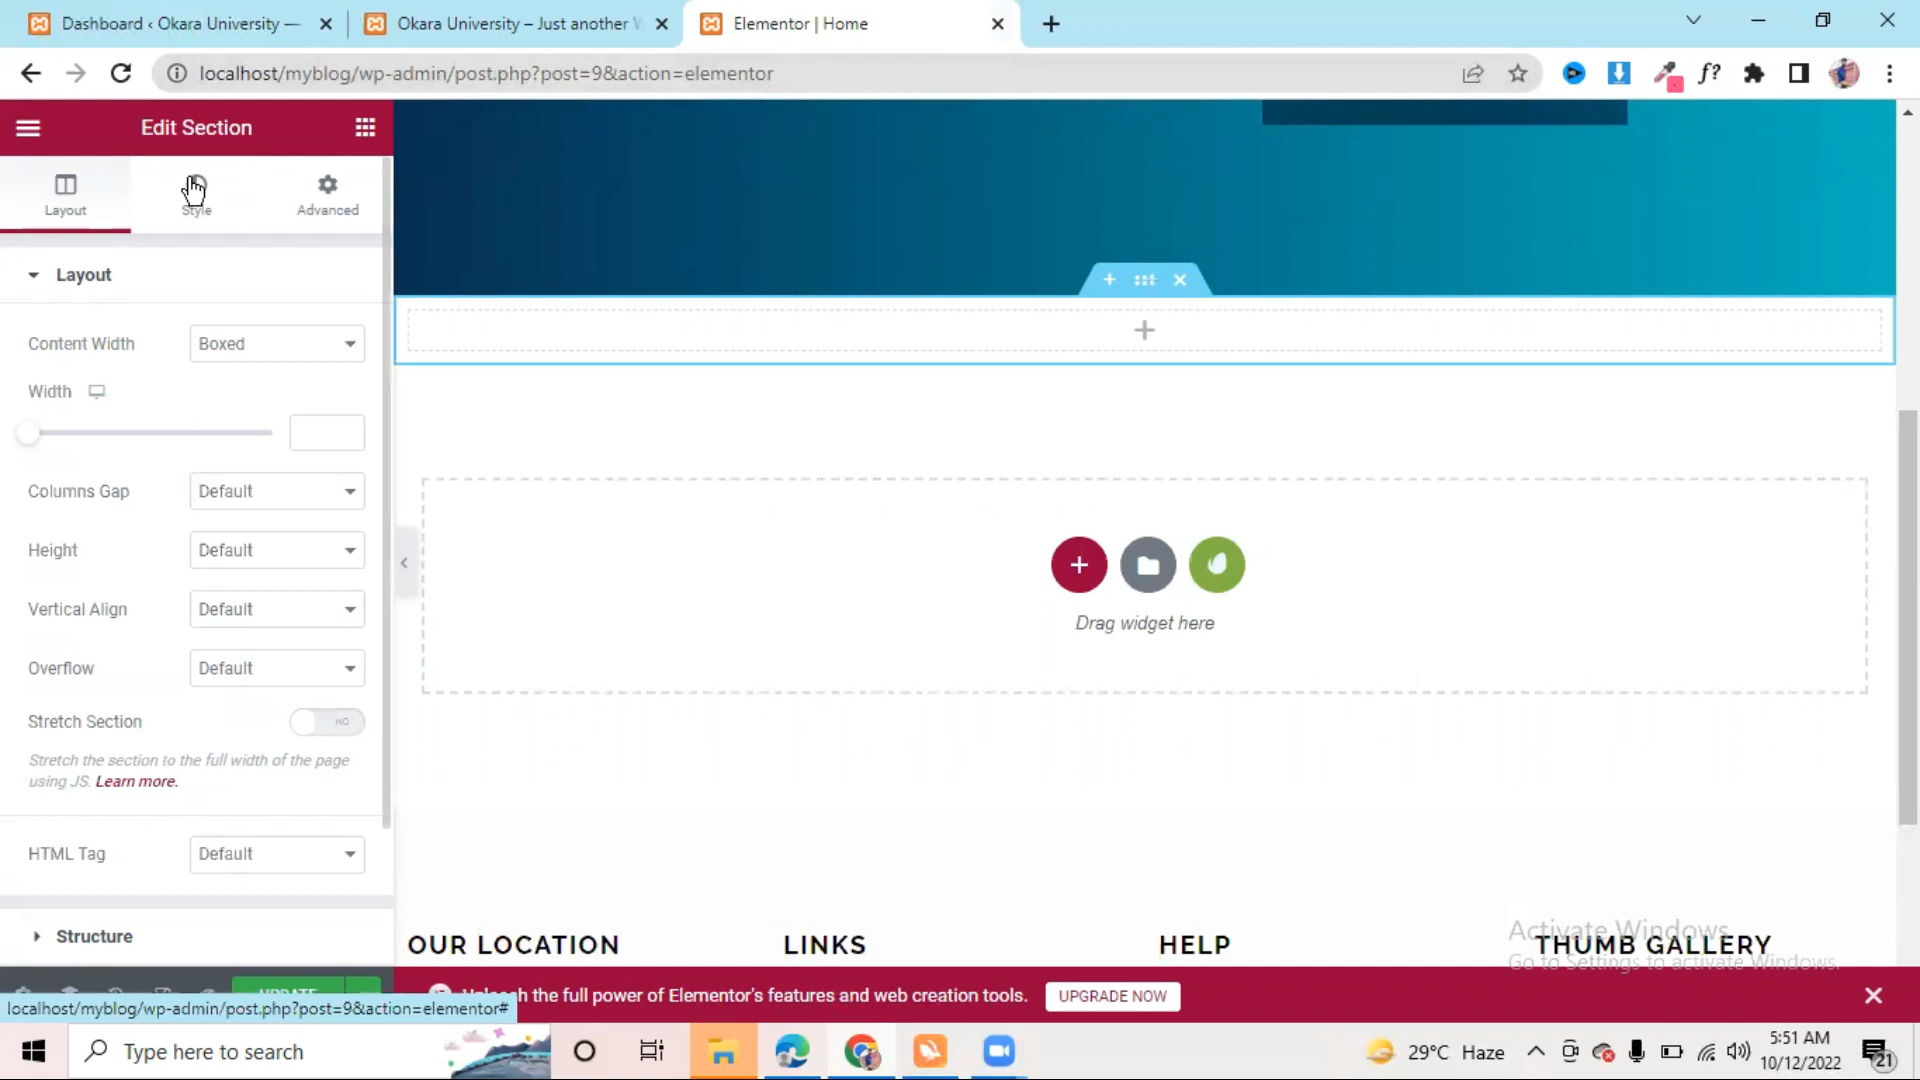 Dashboard ‹ Okara University —
Okara University – Just another W
Elementor | Home
localhost/myblog/wp-admin/post.php?post=9&action=elementor
f?
Edit Section
Layout
Style
Advanced
Layout
Content Width
Boxed
Width
Columns Gap
Default
Height
Default
Vertical Align
Default
Overflow
Default
Stretch Section
NO
Stretch the section to the full width of the page
using JS. Learn more.
HTML Tag
Default
Structure
Drag widget here
OUR LOCATION
LINKS
HELP
THUMB GALLERY
Activate Windows
Go to Settings to activate Windows.
UPDATE
the full power of Elementor's features and web creation tools.
UPGRADE NOW
localhost/myblog/wp-admin/post.php?post=9&action=elementor#
Type here to search
29°C Haze
5:51 AM
10/12/2022
21